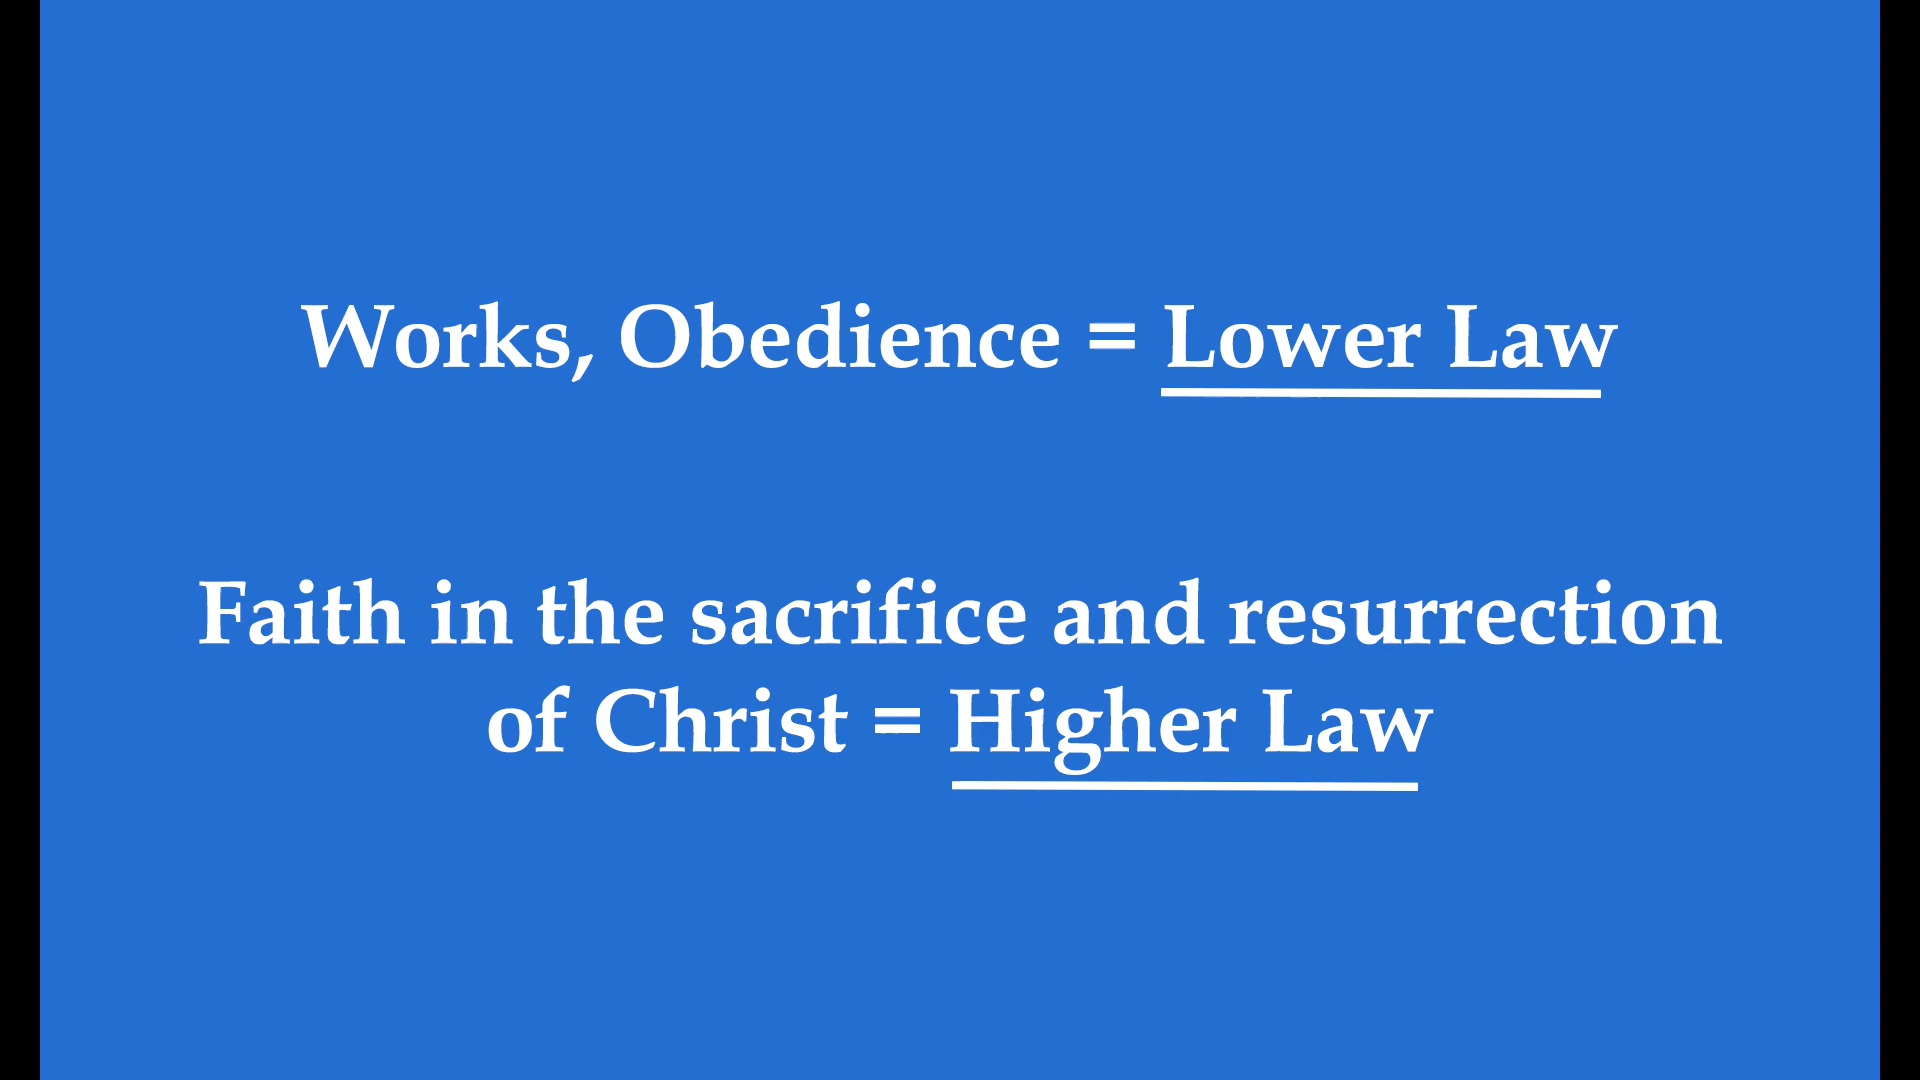 Works, Obedience = Lower Law
Faith in the sacrifice and resurrection
of Christ = Higher Law